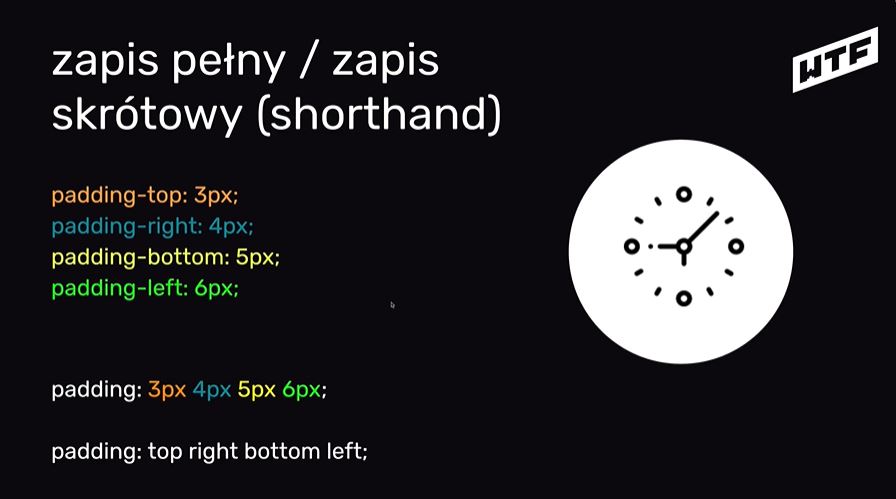 zapis pełny / zapis
skrótowy (shorthand)
WTF
padding-top: 3px;
padding-right: 4px;
padding-bottom: 5px;
padding-left: 6px;
padding: 3px 4px 5px 6px;
padding: top right bottom left;